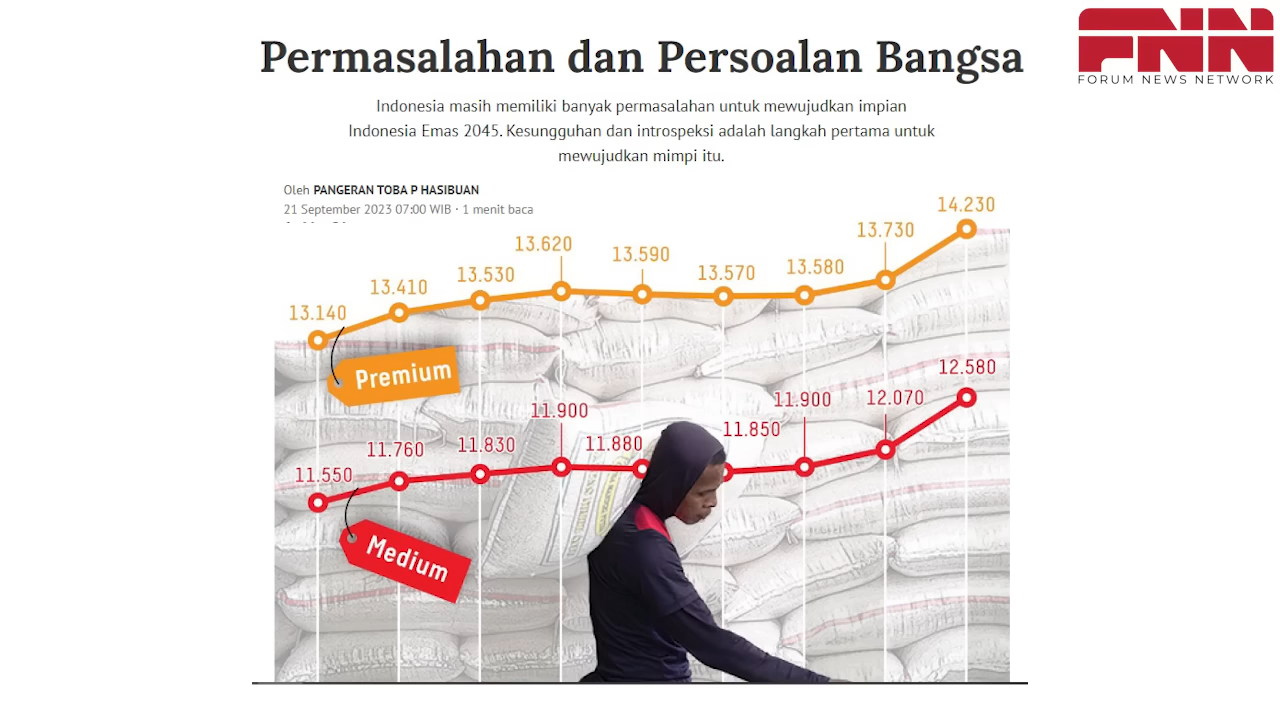 FNN
FORUM NEWS NETWORK
Permasalahan dan Persoalan Bangsa
Indonesia masih memiliki banyak permasalahan untuk mewujudkan impian
Indonesia Emas 2045. Kesungguhan dan introspeksi adalah langkah pertama untuk
mewujudkan mimpi itu.
Oleh PANGERAN TOBA P HASIBUAN
21 September 2023 07:00 WIB · 1 menit baca
13.140
13.410
13.530
13.620
13.590
13.570
13.580
13.730
14.230
Premium
11.550
11.760
11.830
11.900
11.880
11.850
11.900
12.070
12.580
Medium